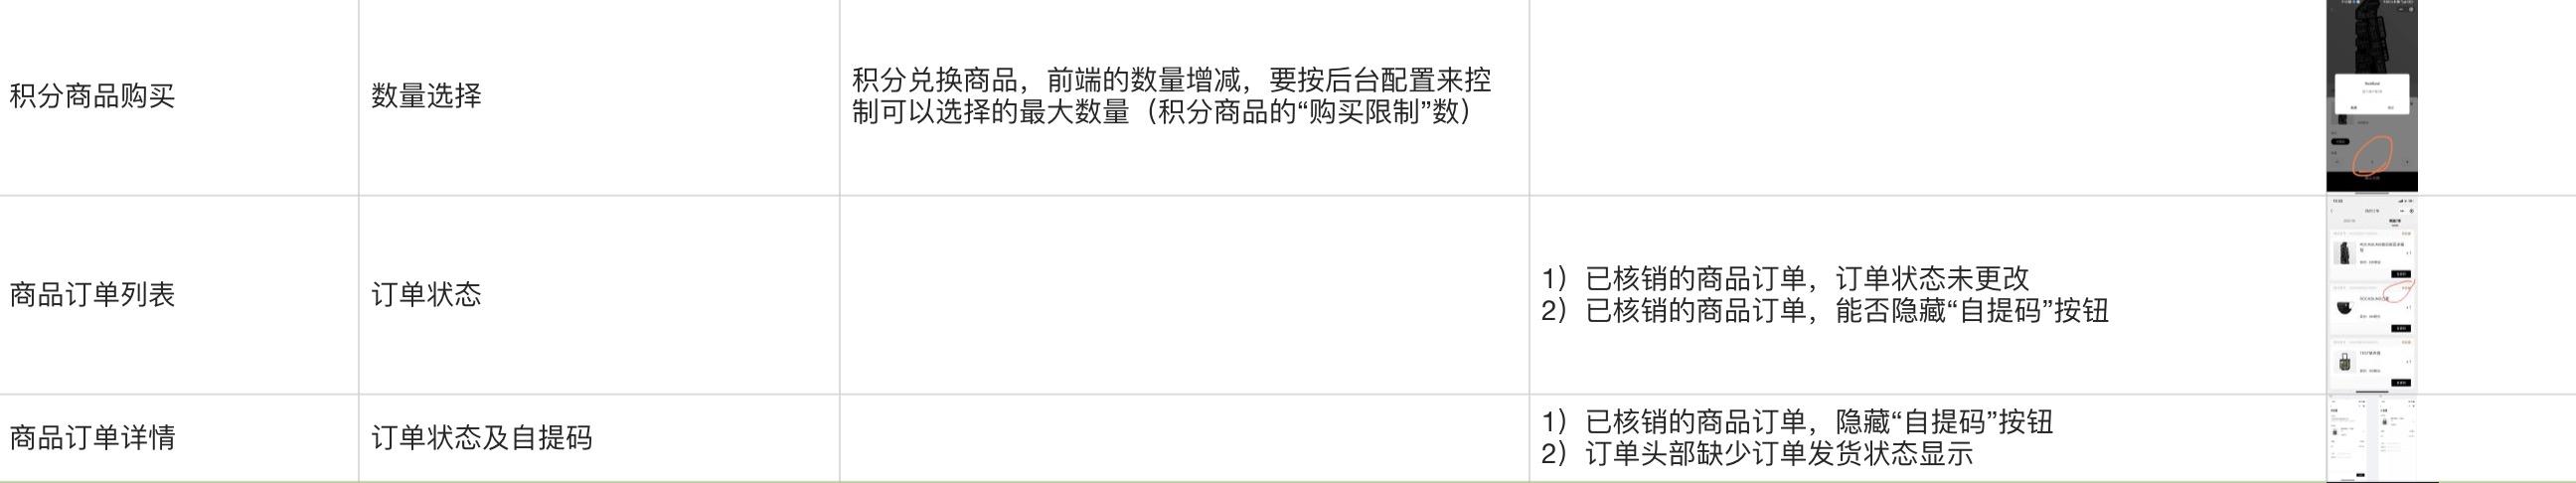 积分商品购买
数量选择
积分兑换商品，前端的数量增减，要按后台配置来控
制可以选择的最大数量（积分商品的“购买限制”数）
商品订单列表
订单状态
1）已核销的商品订单，订单状态未更改
2）已核销的商品订单，能否隐藏“自提码”按钮
商品订单详情
订单状态及自提码
1）已核销的商品订单，隐藏“自提码”按钮
2）订单头部缺少订单发货状态显示